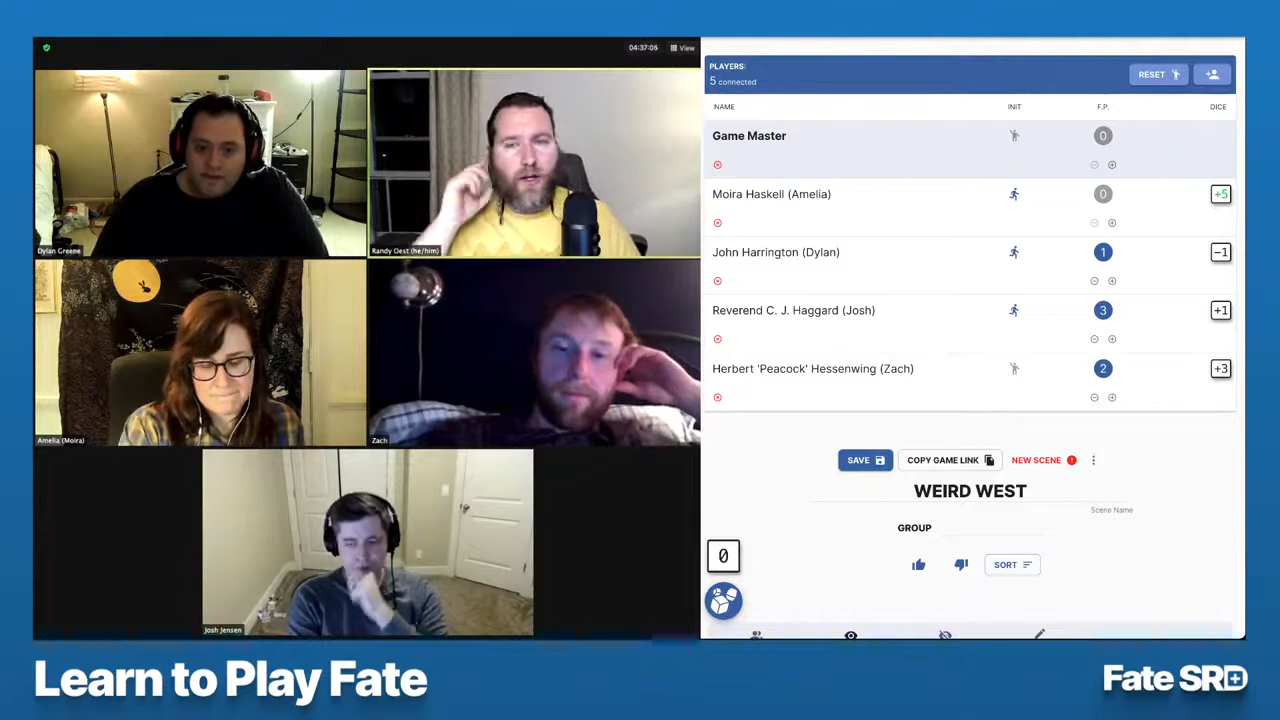 04:37:05
View
Dylan Greene
Randy Oest (he/him)
Amelia (Moira)
Zach
Josh Jensen
PLAYERS:
5 connected
RESET
NAME INIT F.P. DICE
Game Master 0
Moira Haskell (Amelia) 0 +5
John Harrington (Dylan) 1 −1
Reverend C. J. Haggard (Josh) 3 +1
Herbert 'Peacock' Hessenwing (Zach) 2 +3
SAVE COPY GAME LINK NEW SCENE
WEIRD WEST
Scene Name
GROUP
0
SORT
Learn to Play Fate
Fate SRD